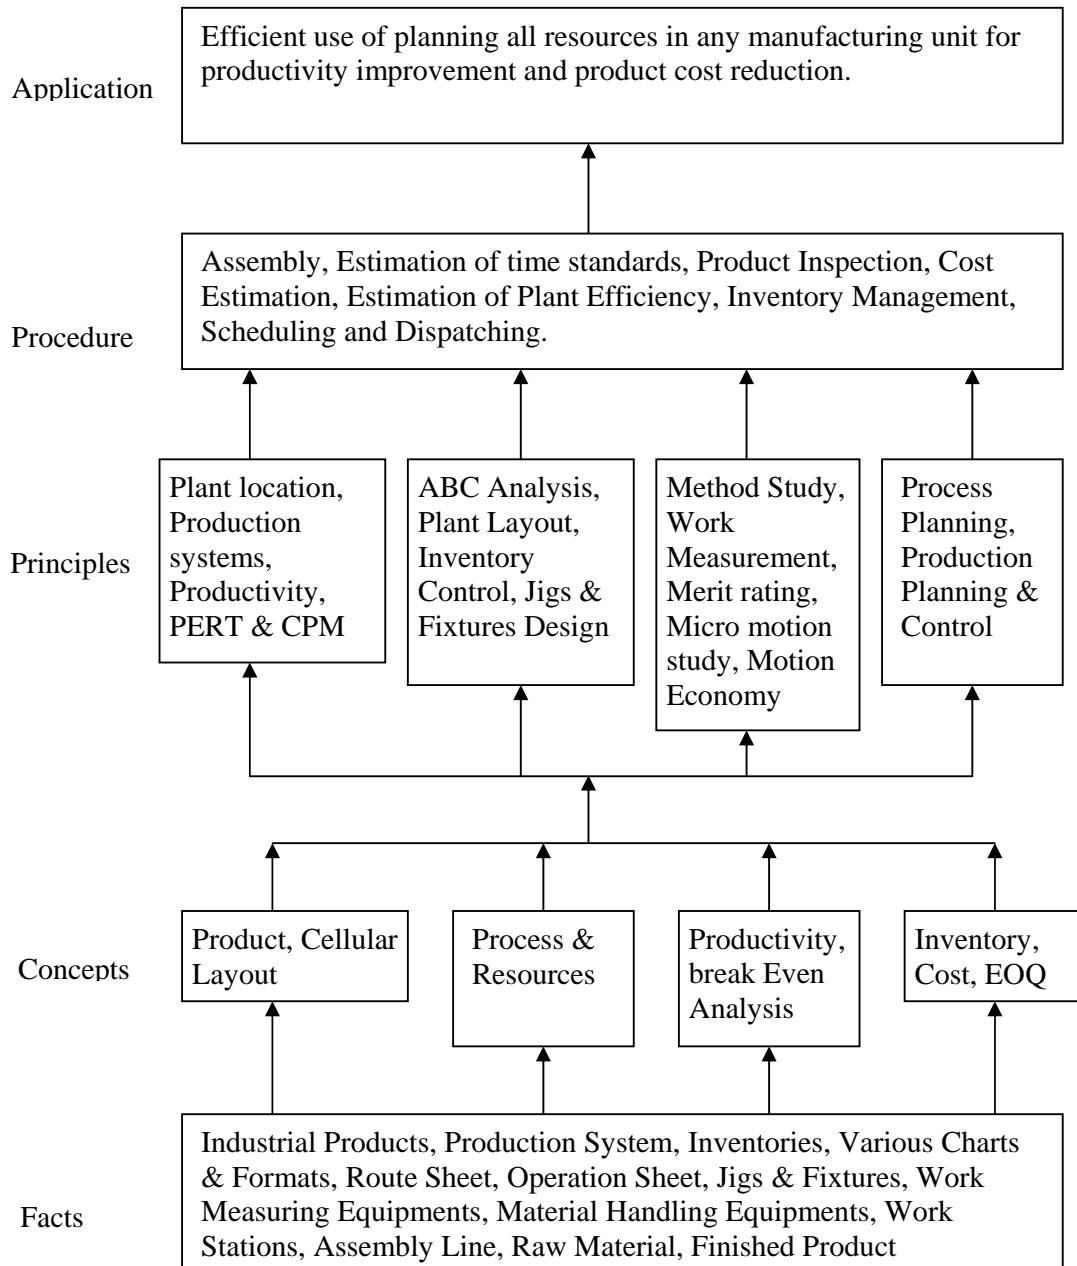 Efficient use of planning all resources in any manufacturing unit for
productivity improvement and product cost reduction.
Application
Assembly, Estimation of time standards, Product Inspection, Cost
Estimation, Estimation of Plant Efficiency, Inventory Management,
Scheduling and Dispatching.
Procedure
Plant location,
Production
systems,
Productivity,
PERT & CPM
ABC Analysis,
Plant Layout,
Inventory
Control, Jigs &
Fixtures Design
Method Study,
Work
Measurement,
Merit rating,
Micro motion
study, Motion
Economy
Process
Planning,
Production
Planning &
Control
Principles
Product, Cellular
Layout
Process &
Resources
Productivity,
break Even
Analysis
Inventory,
Cost, EOQ
Concepts
Industrial Products, Production System, Inventories, Various Charts
& Formats, Route Sheet, Operation Sheet, Jigs & Fixtures, Work
Measuring Equipments, Material Handling Equipments, Work
Stations, Assembly Line, Raw Material, Finished Product
Facts